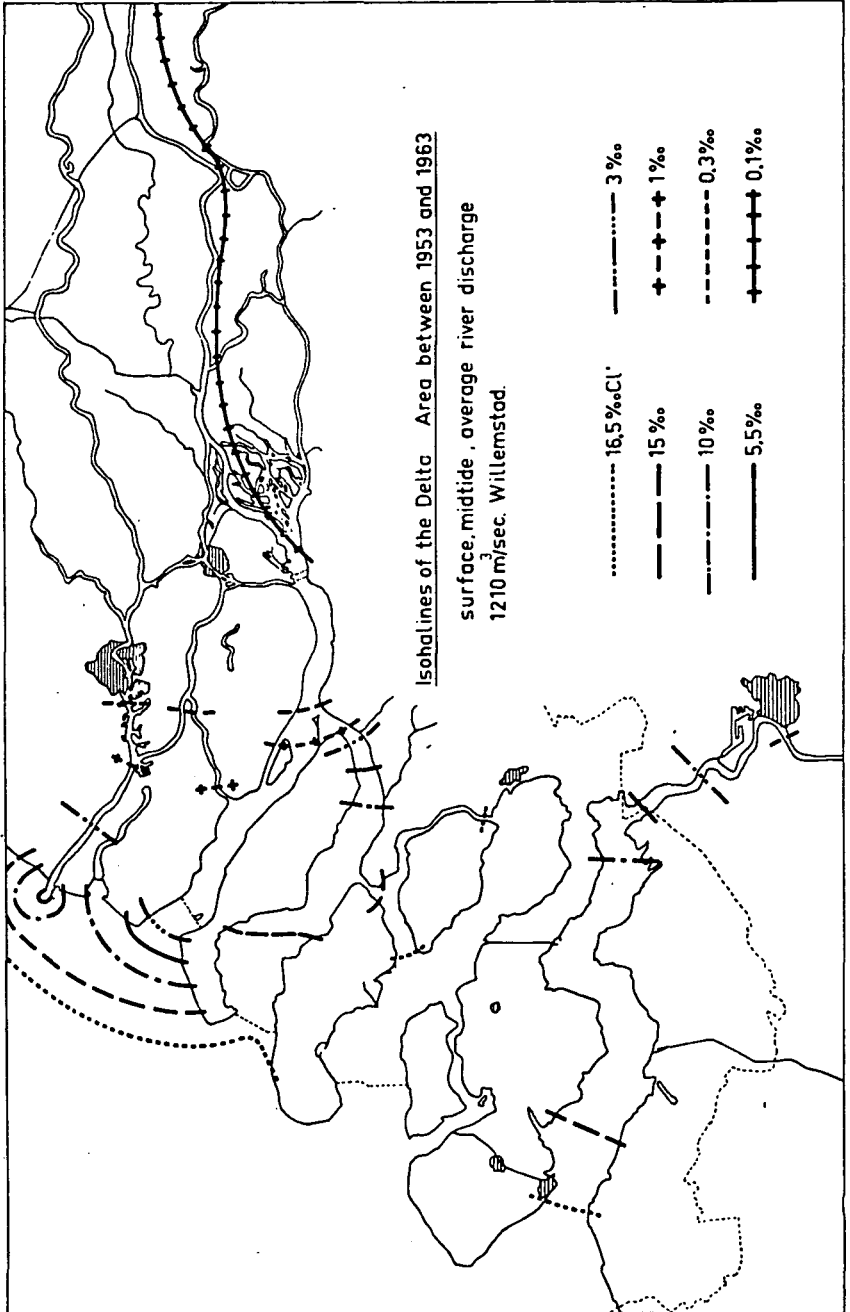 Isohalines of the Delta Area between 1953 and 1963
surface, midtide, average river discharge
1210 m³/sec. Willemstad.
16,5‰Cl'
15‰
10‰
5,5‰
3‰
1‰
0,3‰
0,1‰